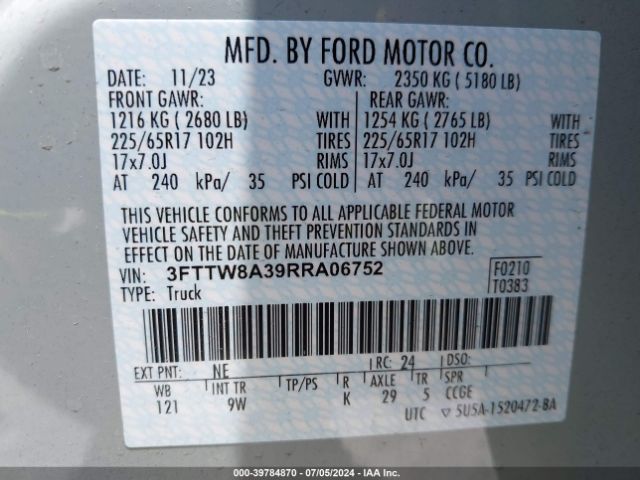 MFD. BY FORD MOTOR CO.
DATE: 11/23 GVWR: 2350 KG ( 5180 LB)
FRONT GAWR: REAR GAWR:
1216 KG ( 2680 LB) WITH 1254 KG ( 2765 LB) WITH
225/65R17 102H TIRES 225/65R17 102H TIRES
17x7.0J RIMS 17x7.0J RIMS
AT 240 kPa/ 35 PSI COLD AT 240 kPa/ 35 PSI COLD
THIS VEHICLE CONFORMS TO ALL APPLICABLE FEDERAL MOTOR
VEHICLE SAFETY AND THEFT PREVENTION STANDARDS IN
EFFECT ON THE DATE OF MANUFACTURE SHOWN ABOVE.
VIN: 3FTTW8A39RRA06752 F0210
TYPE: Truck T0383
EXT PNT: NE RC: 24 DSO:
WB INT TR TP/PS R AXLE TR SPR
121 9W K 29 5 CCGE
UTC ▽ 5U5A-1520472-BA
000-39784870 / 07/05/2024 - IAA Inc.